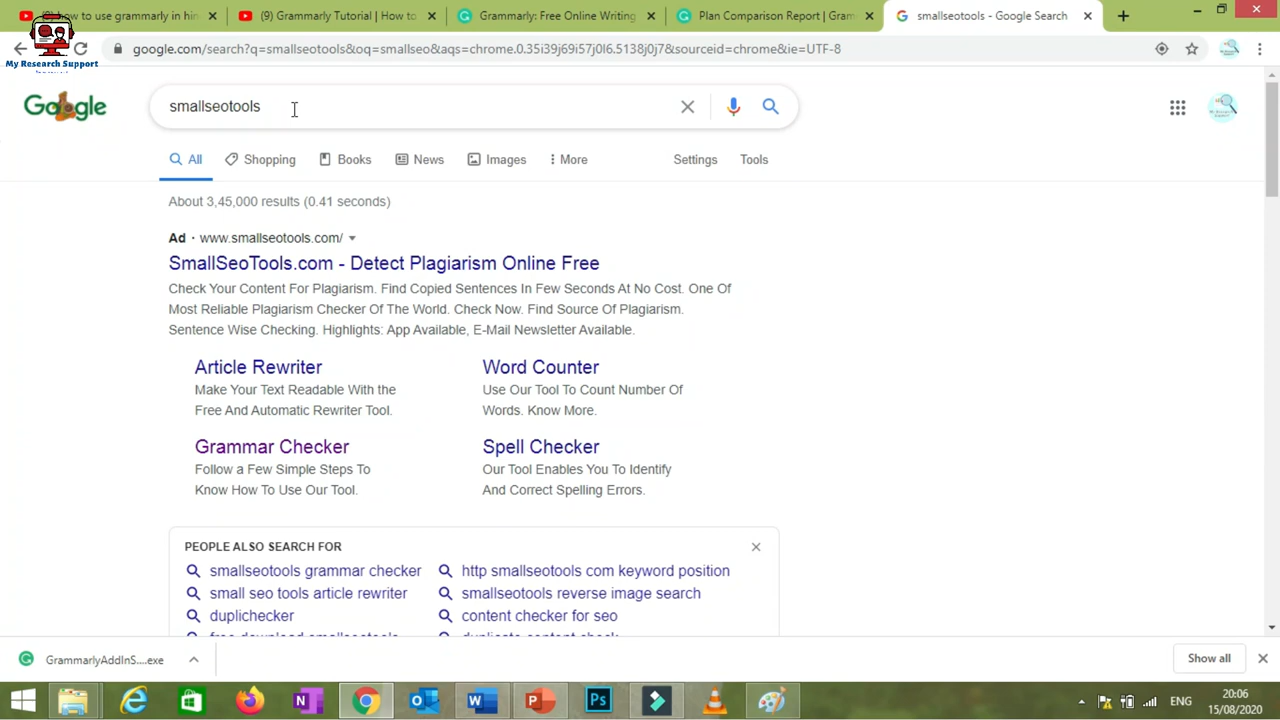 how to use grammarly in hin
(9) Grammarly Tutorial | How to
Grammarly: Free Online Writing
Plan Comparison Report | Gram
smallseotools - Google Search
google.com/search?q=smallseotools&oq=smallseo&aqs=chrome.0.35i39j69i57j0l6.5138j0j7&sourceid=chrome&ie=UTF-8
My Research Support
Google
smallseotools
All
Shopping
Books
News
Images
More
Settings
Tools
About 3,45,000 results (0.41 seconds)
Ad · www.smallseotools.com/
SmallSeoTools.com - Detect Plagiarism Online Free
Check Your Content For Plagiarism. Find Copied Sentences In Few Seconds At No Cost. One Of
Most Reliable Plagiarism Checker Of The World. Check Now. Find Source Of Plagiarism.
Sentence Wise Checking. Highlights: App Available, E-Mail Newsletter Available.
Article Rewriter
Make Your Text Readable With the
Free And Automatic Rewriter Tool.
Word Counter
Use Our Tool To Count Number Of
Words. Know More.
Grammar Checker
Follow a Few Simple Steps To
Know How To Use Our Tool.
Spell Checker
Our Tool Enables You To Identify
And Correct Spelling Errors.
PEOPLE ALSO SEARCH FOR
smallseotools grammar checker
http smallseotools com keyword position
small seo tools article rewriter
smallseotools reverse image search
duplichecker
content checker for seo
free download smallseotools
duplicate content check
GrammarlyAddInS....exe
Show all
ENG
20:06
15/08/2020